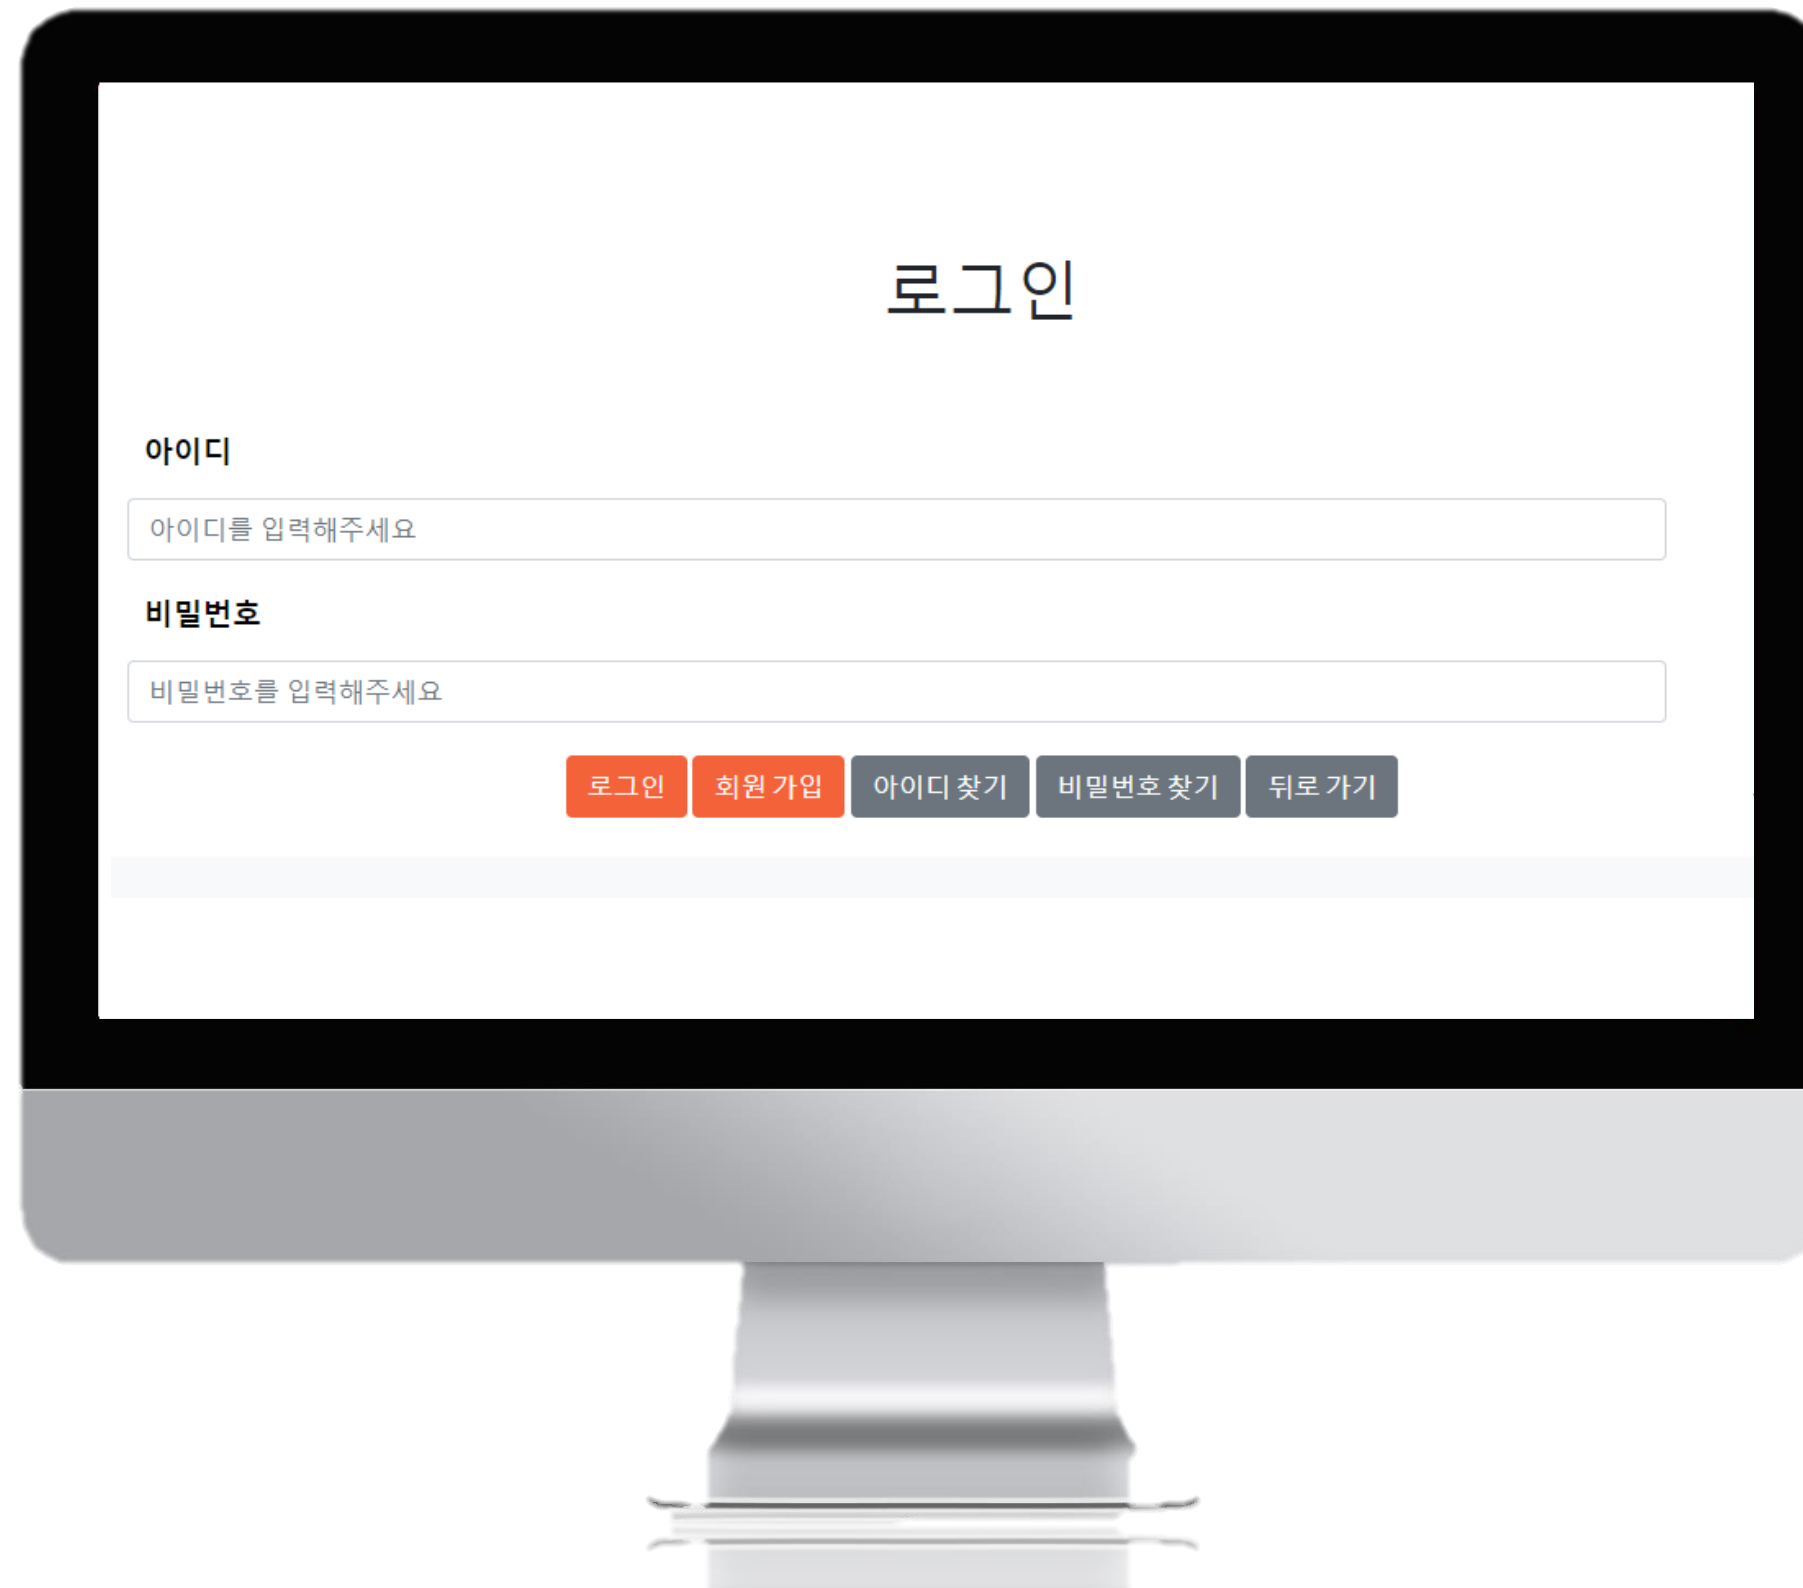 로그인
아이디
아이디를 입력해주세요
비밀번호
비밀번호를 입력해주세요
로그인 회원 가입 아이디 찾기 비밀번호 찾기 뒤로 가기